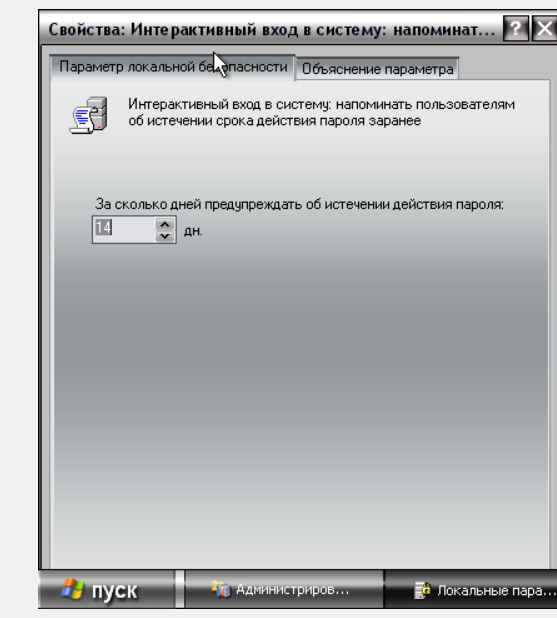 Свойства: Интерактивный вход в систему: напоминат...
Параметр локальной безопасности
Объяснение параметра
Интерактивный вход в систему: напоминать пользователям
об истечении срока действия пароля заранее
За сколько дней предупреждать об истечении действия пароля:
14
дн.
пуск
Администриров...
Локальные пара...